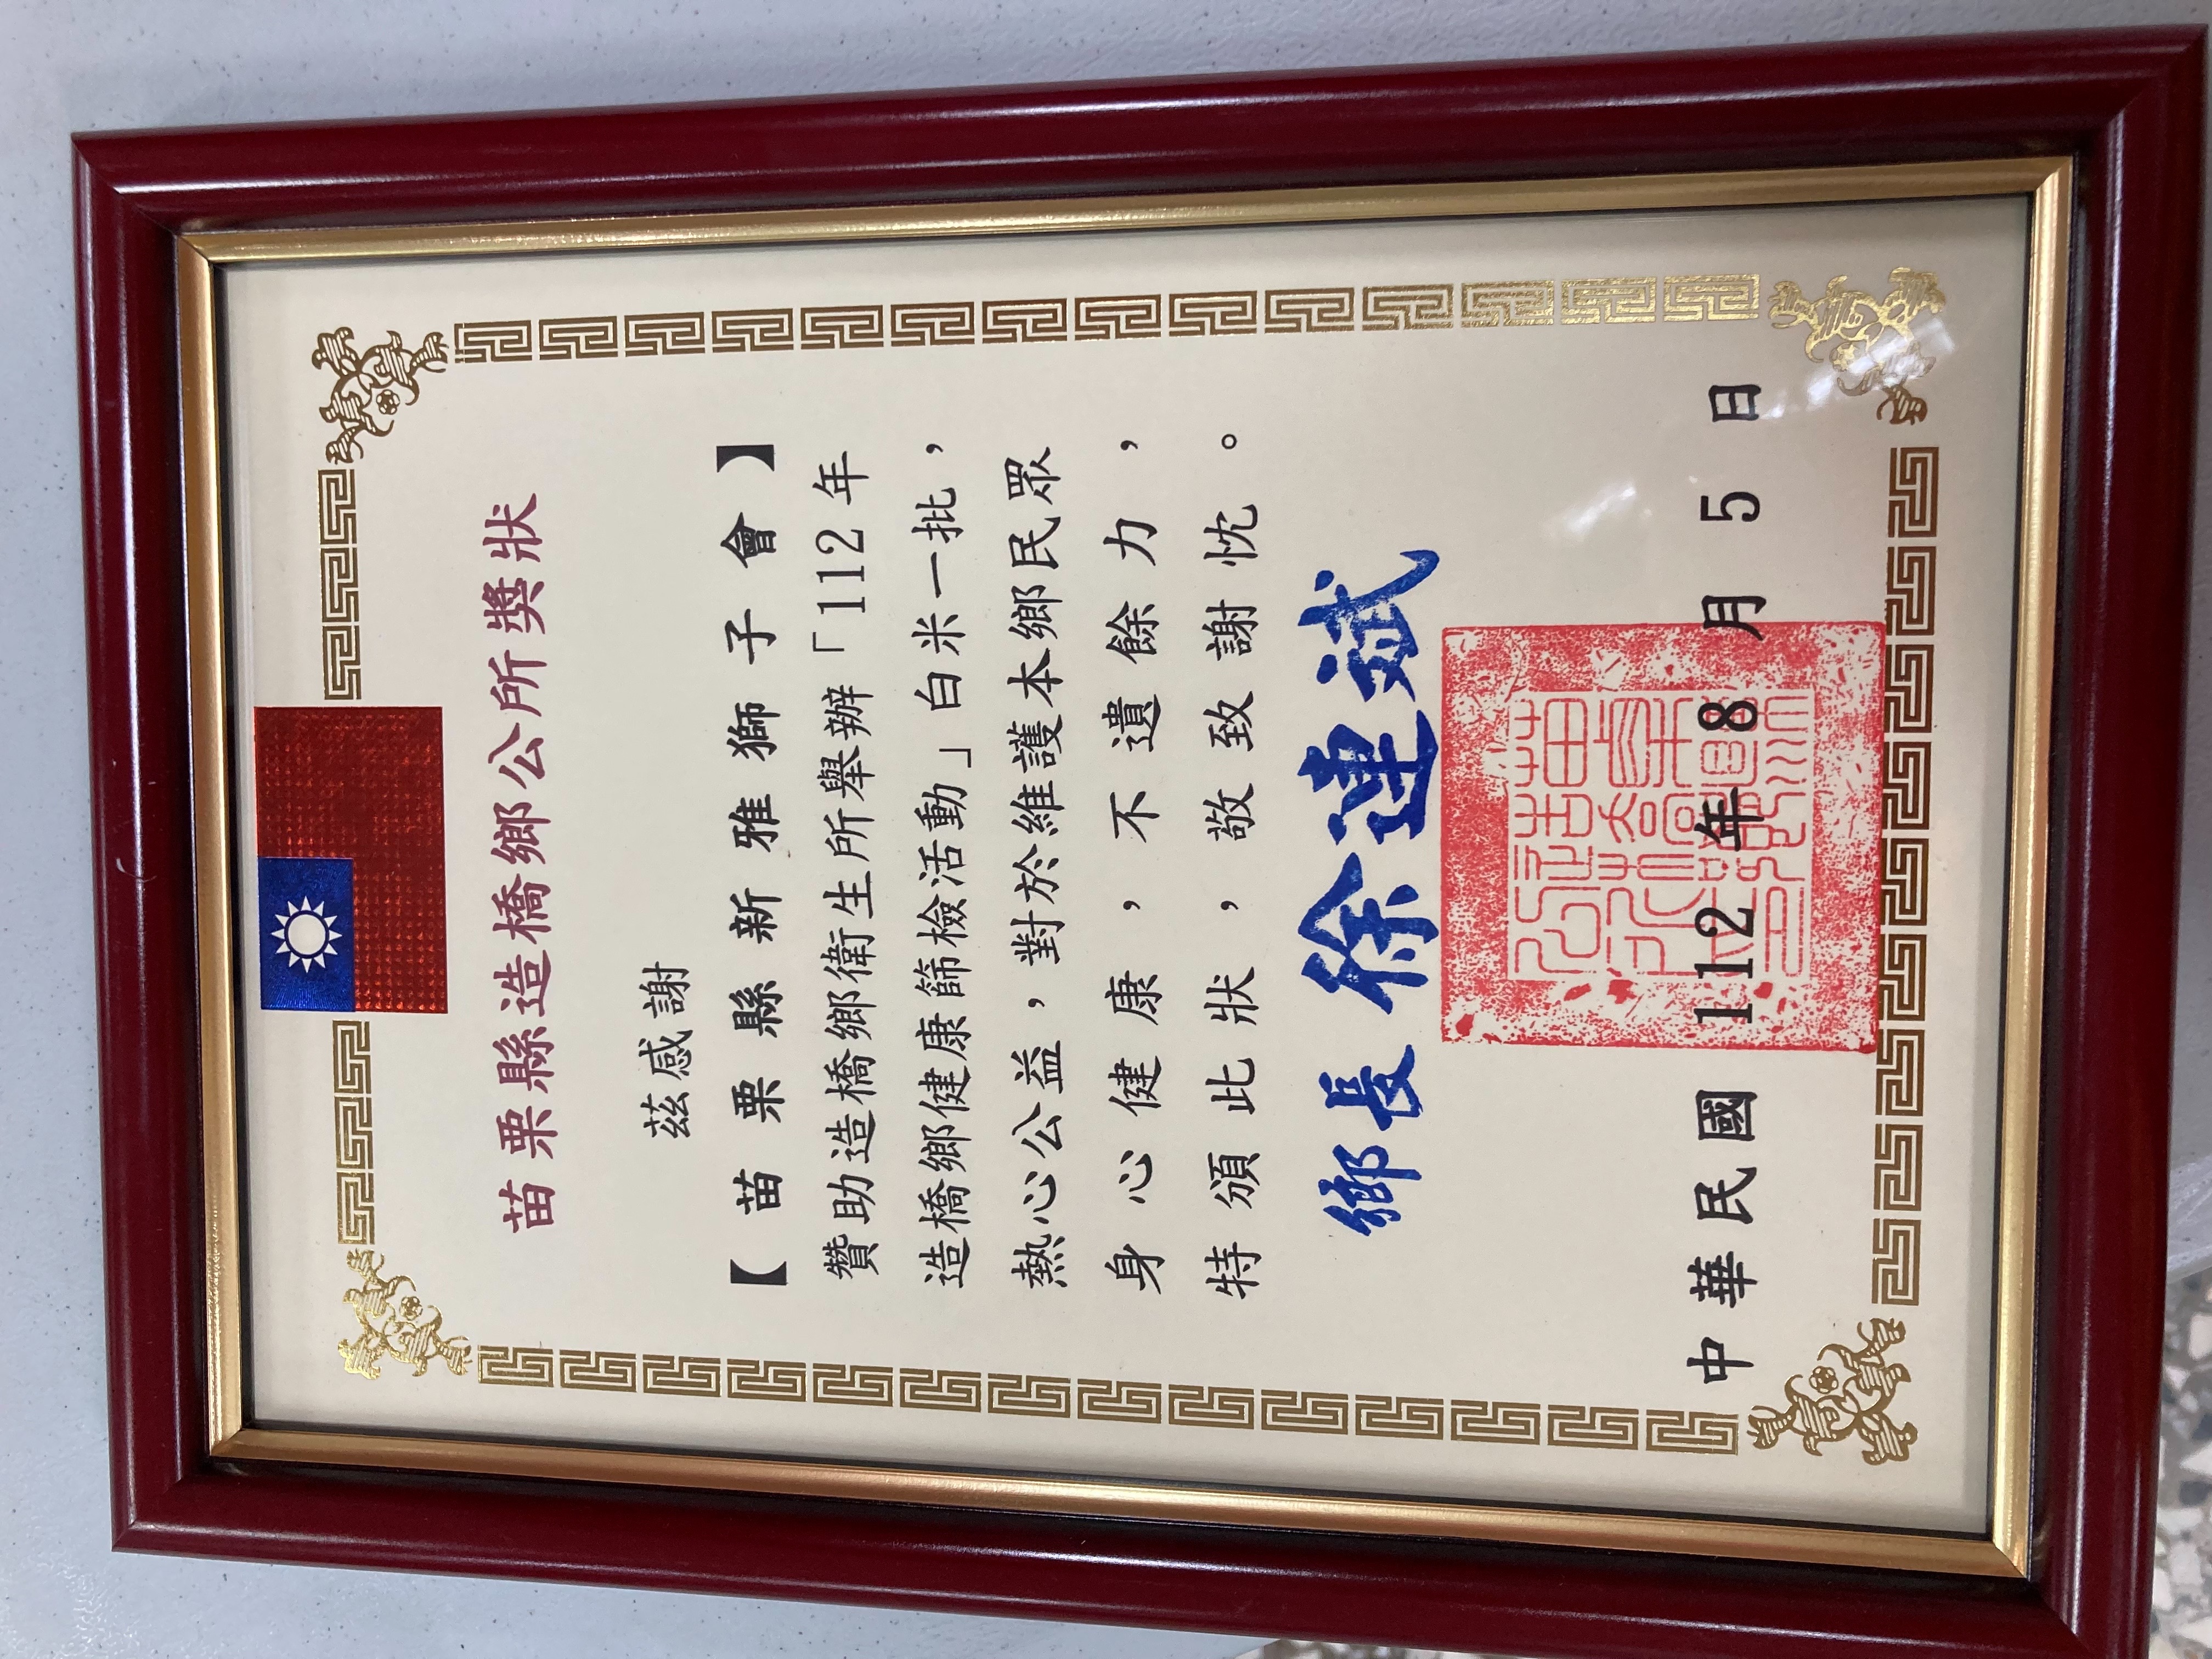 苗栗縣造橋鄉公所獎狀
茲感謝
【苗栗縣新雅獅子會】
贊助造橋鄉衛生所舉辦「112年
造橋鄉健康篩檢活動」白米一批，
熱心公益，對於維護本鄉民眾
身心健康，不遺餘力，
特頒此狀，敬致謝忱。
鄉長徐連斌
中華民國112年8月5日